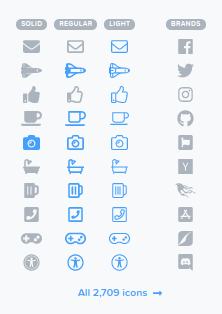 SOLID REGULAR LIGHT BRANDS
All 2,709 icons →